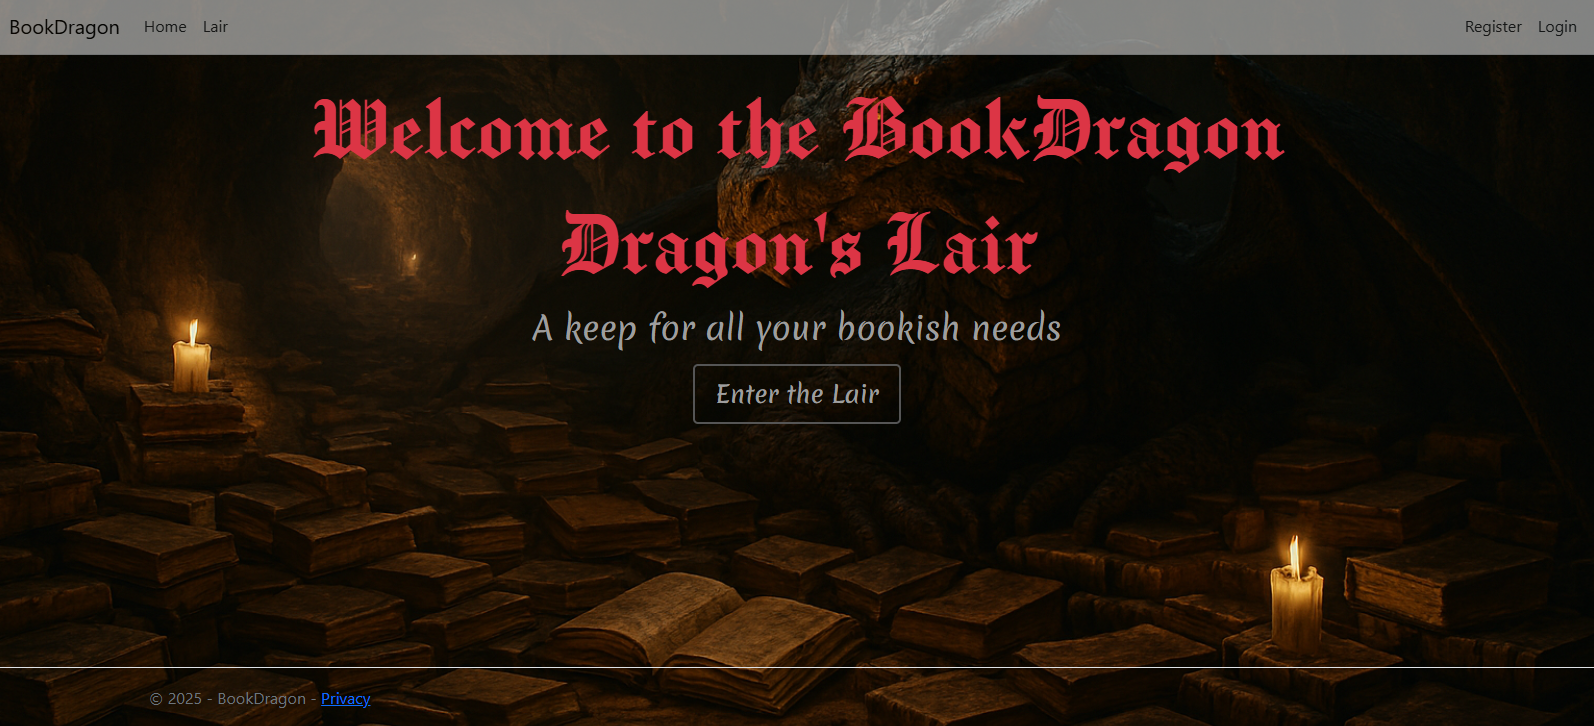 BookDragon Home Lair Register Login
Welcome to the BookDragon
Dragon's Lair
A keep for all your bookish needs
Enter the Lair
© 2025 - BookDragon - Privacy